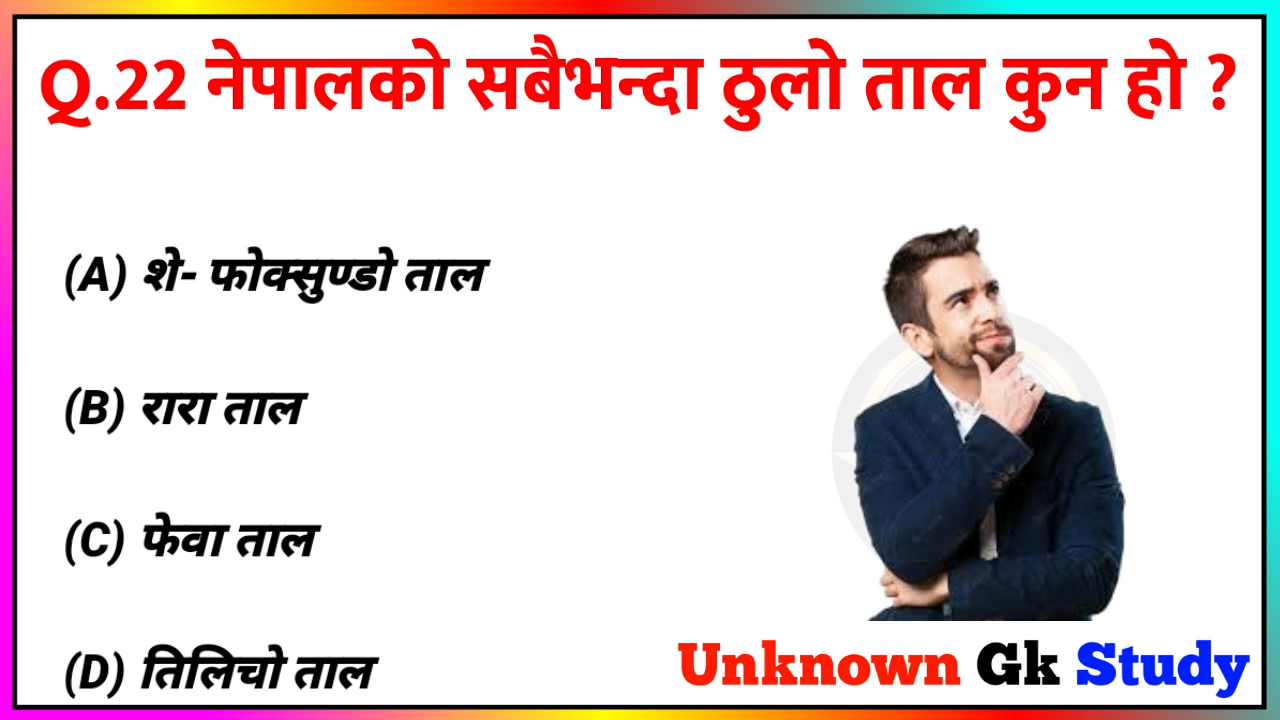 Q.22 नेपालको सबैभन्दा ठुलो ताल कुन हो ?
(A) शे- फोक्सुण्डो ताल
(B) रारा ताल
(C) फेवा ताल
(D) तिलिचो ताल
Unknown Gk Study